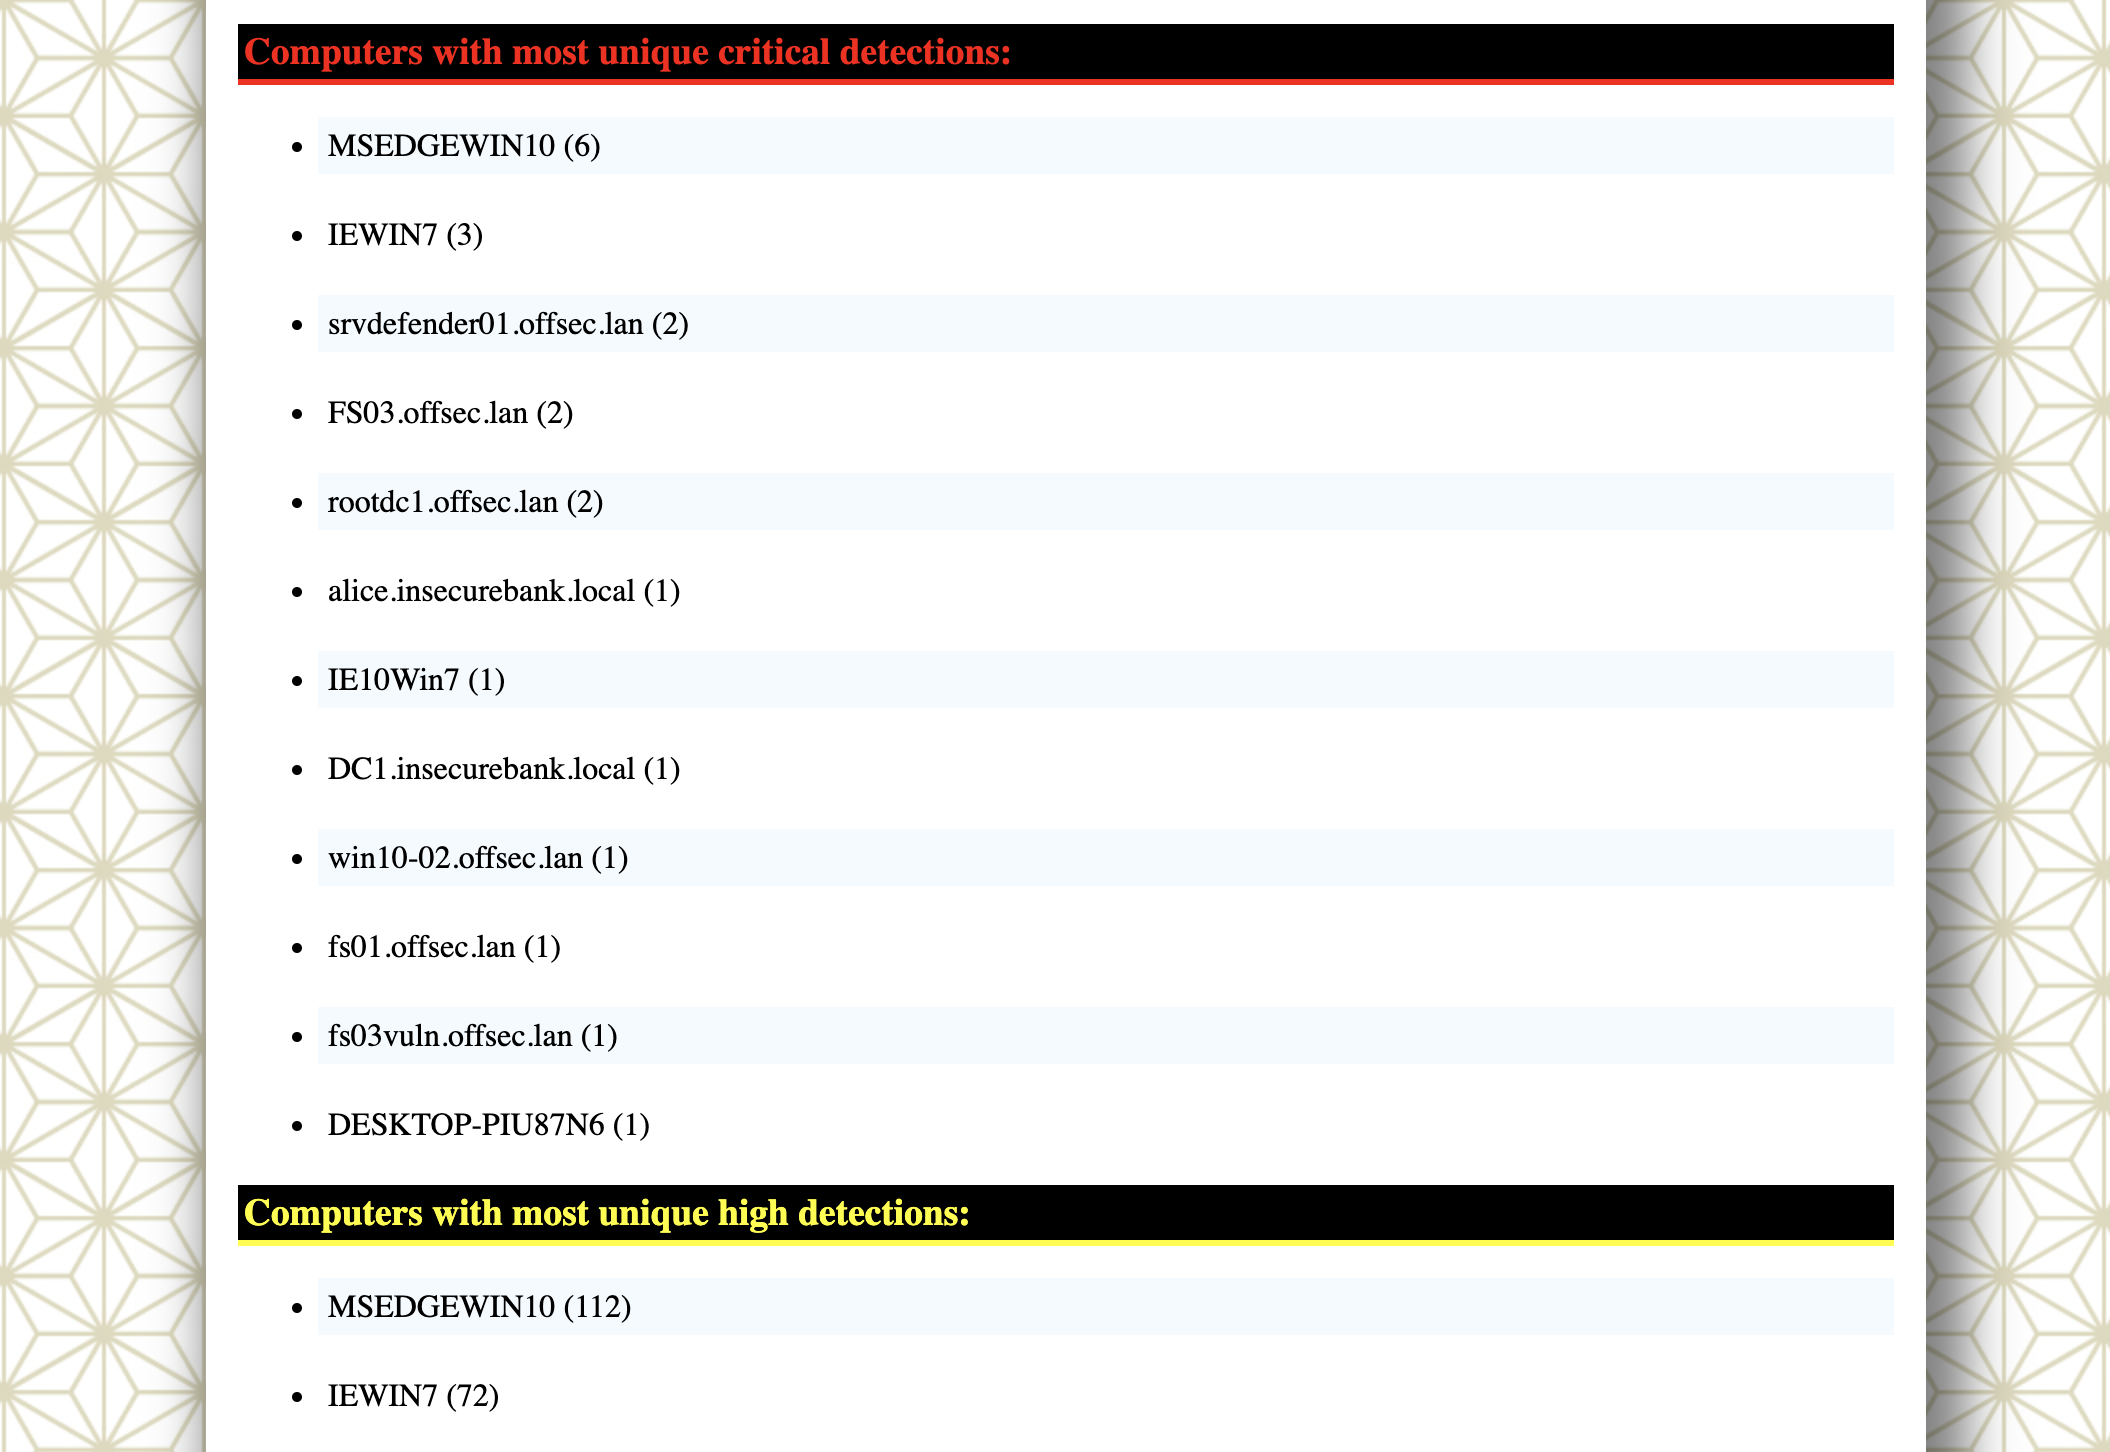 Computers with most unique critical detections:
MSEDGEWIN10 (6)
IEWIN7 (3)
srvdefender01.offsec.lan (2)
FS03.offsec.lan (2)
rootdc1.offsec.lan (2)
alice.insecurebank.local (1)
IE10Win7 (1)
DC1.insecurebank.local (1)
win10-02.offsec.lan (1)
fs01.offsec.lan (1)
fs03vuln.offsec.lan (1)
DESKTOP-PIU87N6 (1)
Computers with most unique high detections:
MSEDGEWIN10 (112)
IEWIN7 (72)